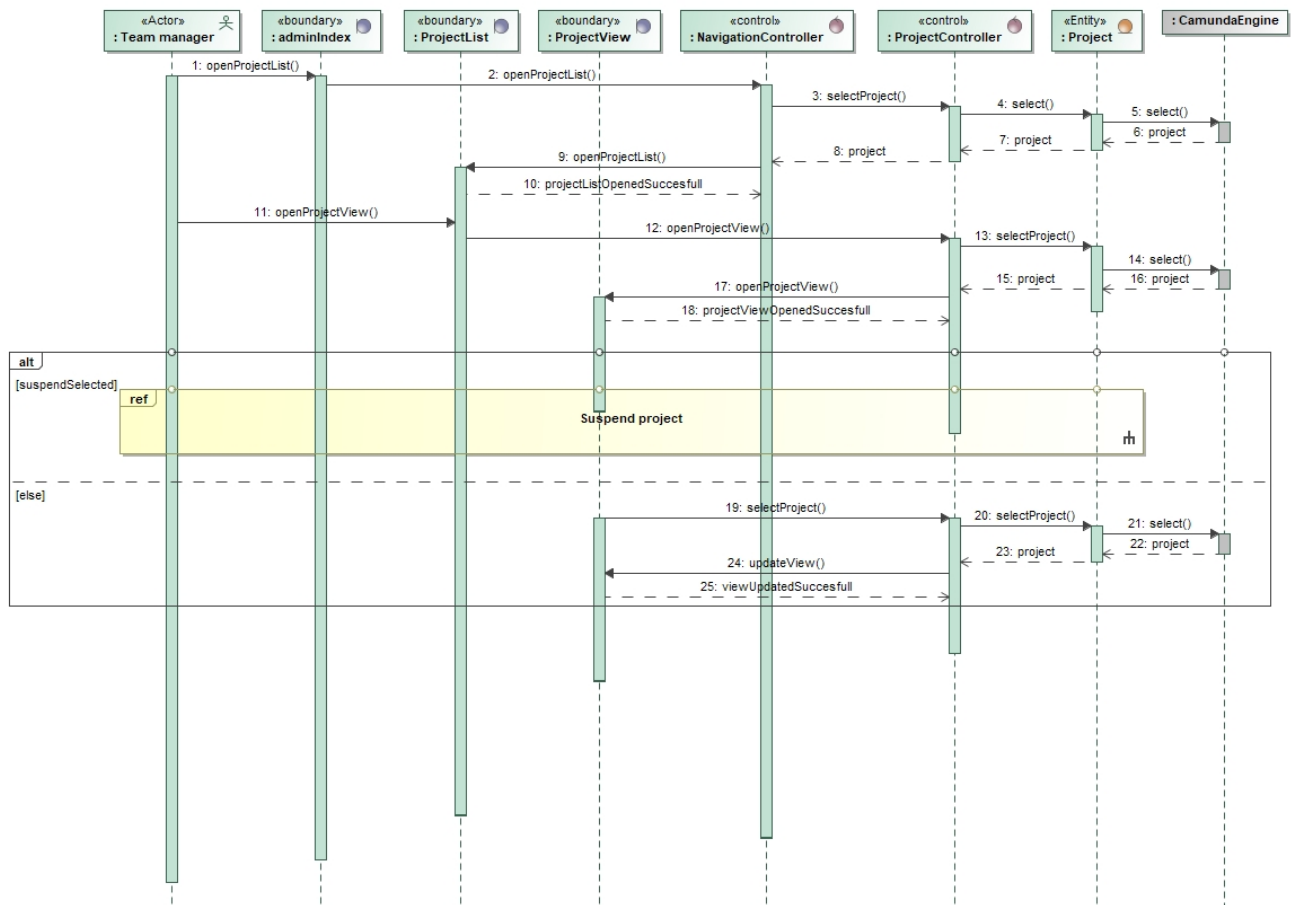 «Actor»
: Team manager
«boundary»
: adminIndex
«boundary»
: ProjectList
«boundary»
: ProjectView
«control»
: NavigationController
«control»
: ProjectController
«Entity»
: Project
: CamundaEngine
1: openProjectList()
2: openProjectList()
3: selectProject()
4: select()
5: select()
6: project
7: project
8: project
9: openProjectList()
10: projectListOpenedSuccesfull
11: openProjectView()
12: openProjectView()
13: selectProject()
14: select()
15: project
16: project
17: openProjectView()
18: projectViewOpenedSuccesfull
alt
[suspendSelected]
ref
Suspend project
[else]
19: selectProject()
20: selectProject()
21: select()
22: project
23: project
24: updateView()
25: viewUpdatedSuccesfull